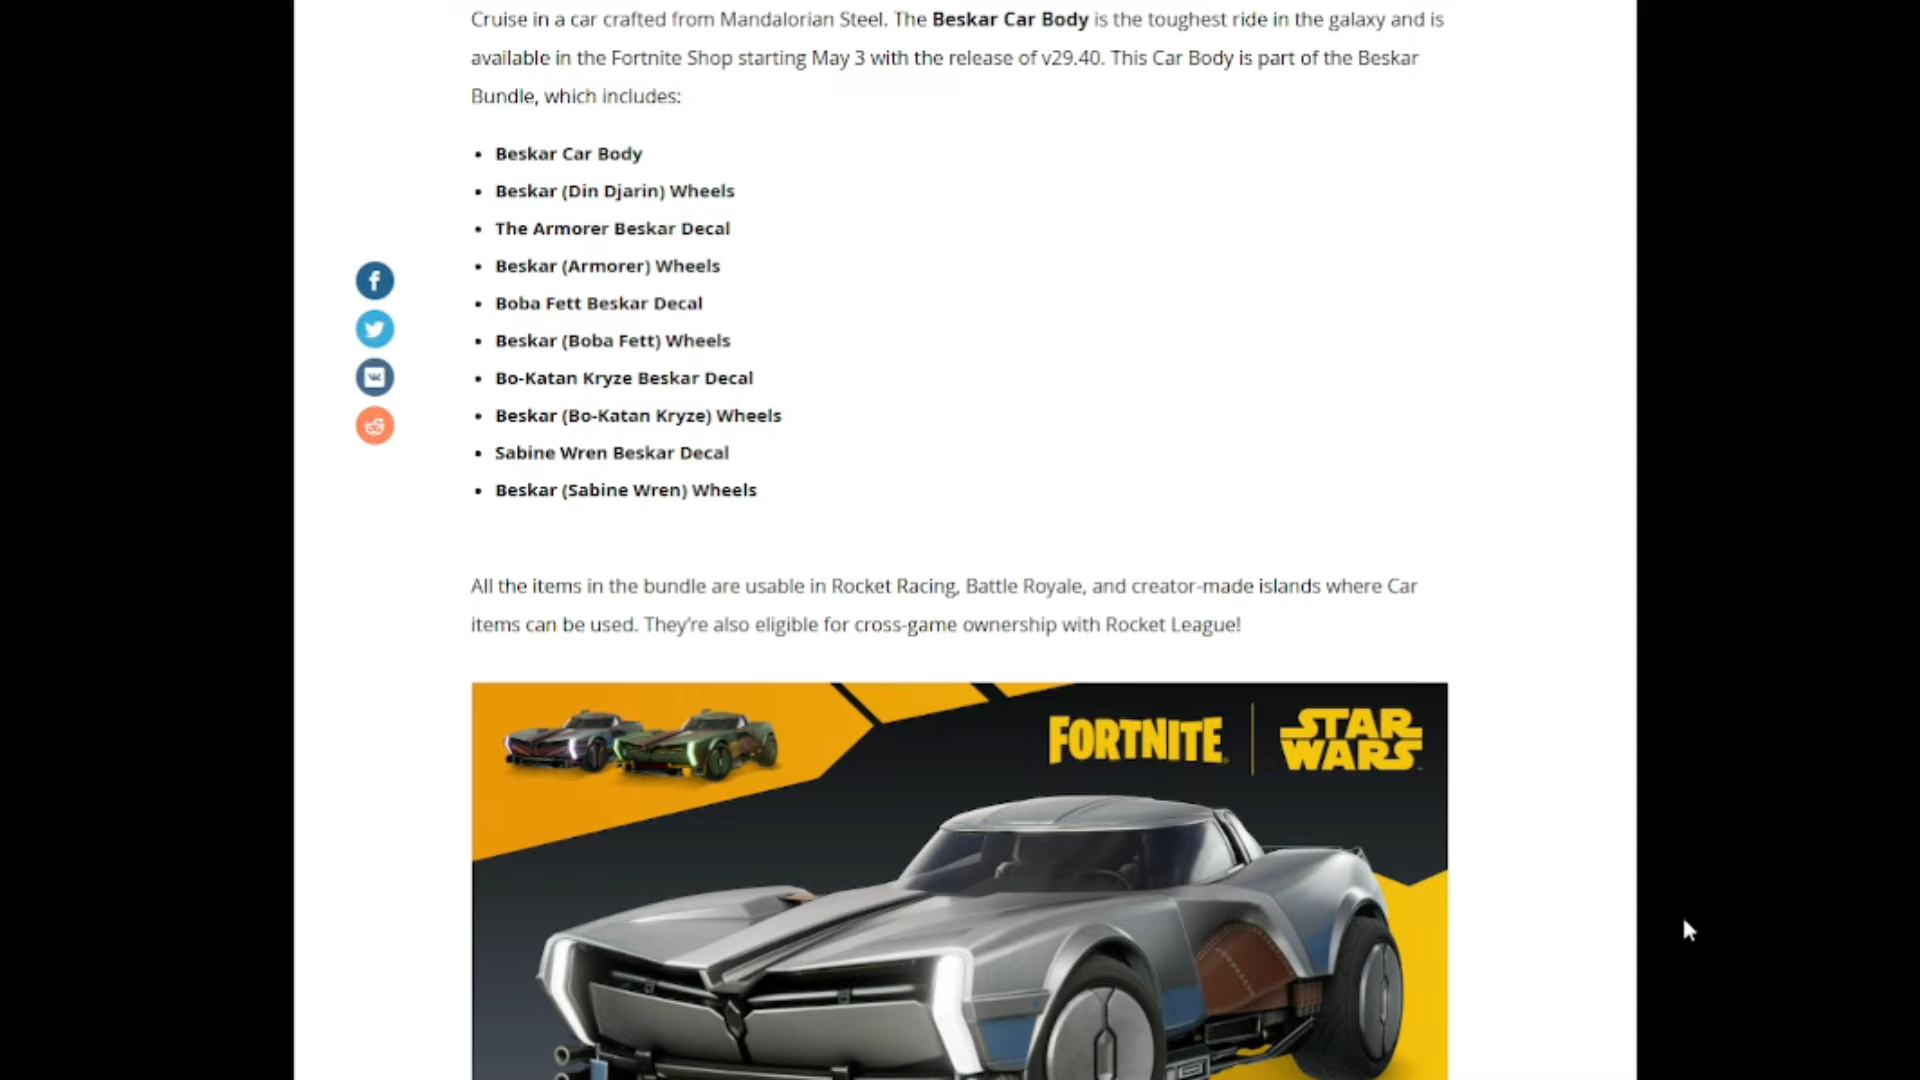 Cruise in a car crafted from Mandalorian Steel. The Beskar Car Body is the toughest ride in the galaxy and is
available in the Fortnite Shop starting May 3 with the release of v29.40. This Car Body is part of the Beskar
Bundle, which includes:
• Beskar Car Body
• Beskar (Din Djarin) Wheels
• The Armorer Beskar Decal
• Beskar (Armorer) Wheels
• Boba Fett Beskar Decal
• Beskar (Boba Fett) Wheels
• Bo-Katan Kryze Beskar Decal
• Beskar (Bo-Katan Kryze) Wheels
• Sabine Wren Beskar Decal
• Beskar (Sabine Wren) Wheels
All the items in the bundle are usable in Rocket Racing, Battle Royale, and creator-made islands where Car
items can be used. They’re also eligible for cross-game ownership with Rocket League!
FORTNITE
STAR
WARS